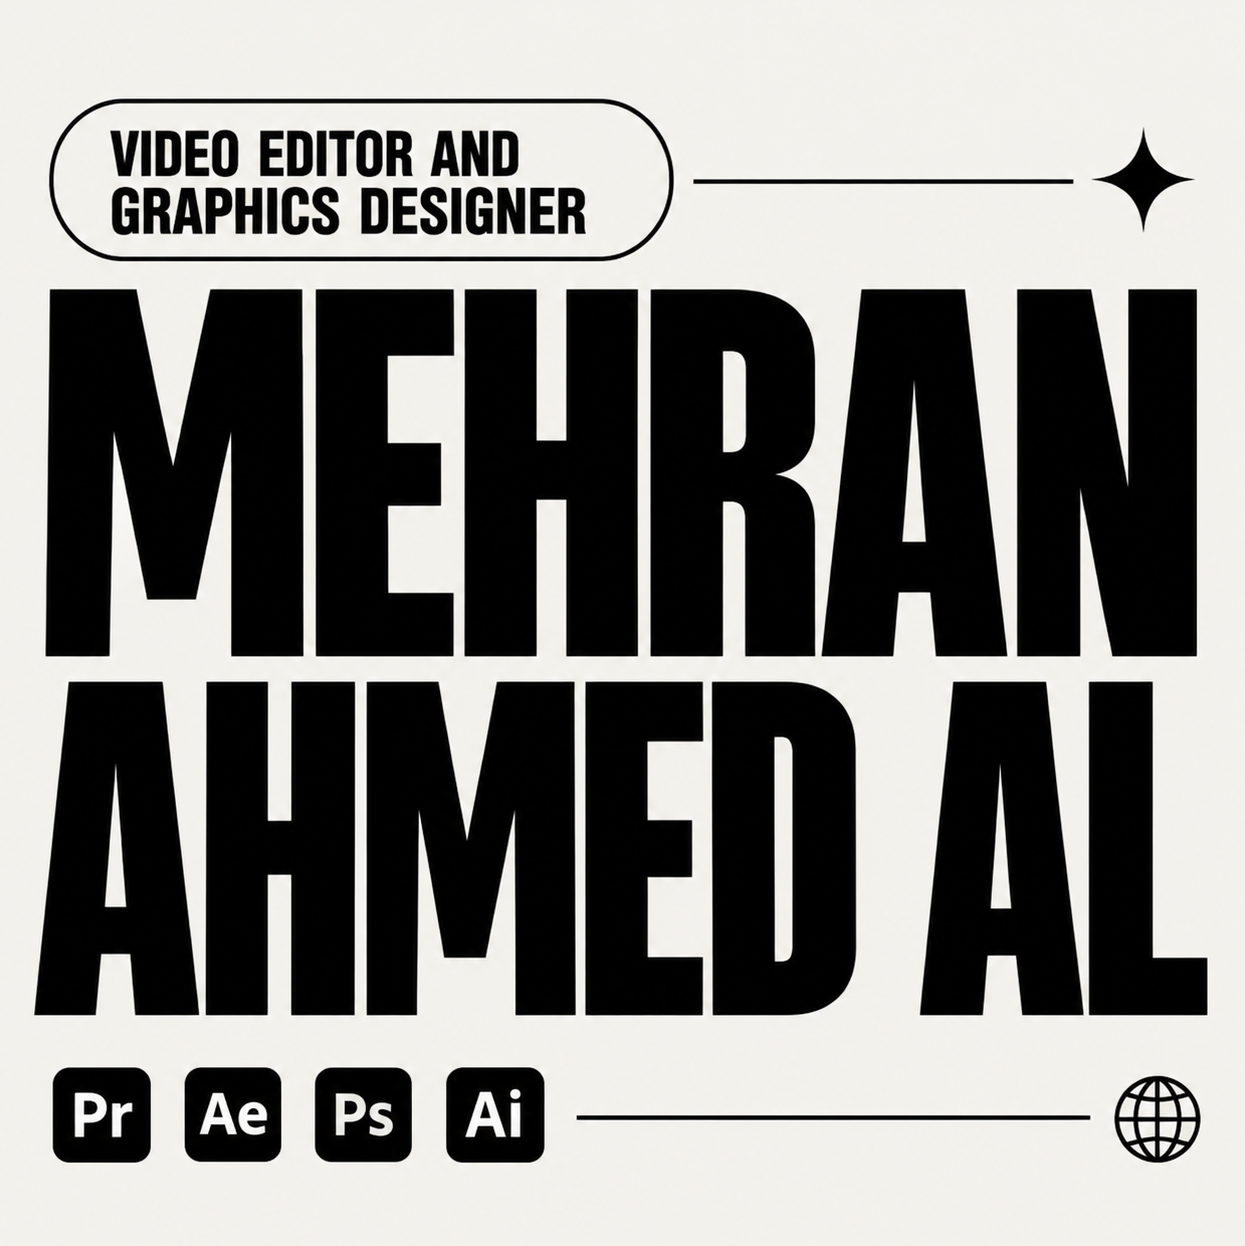 VIDEO EDITOR AND
GRAPHICS DESIGNER
MEHRAN
AHMED AL
Pr Ae Ps Ai